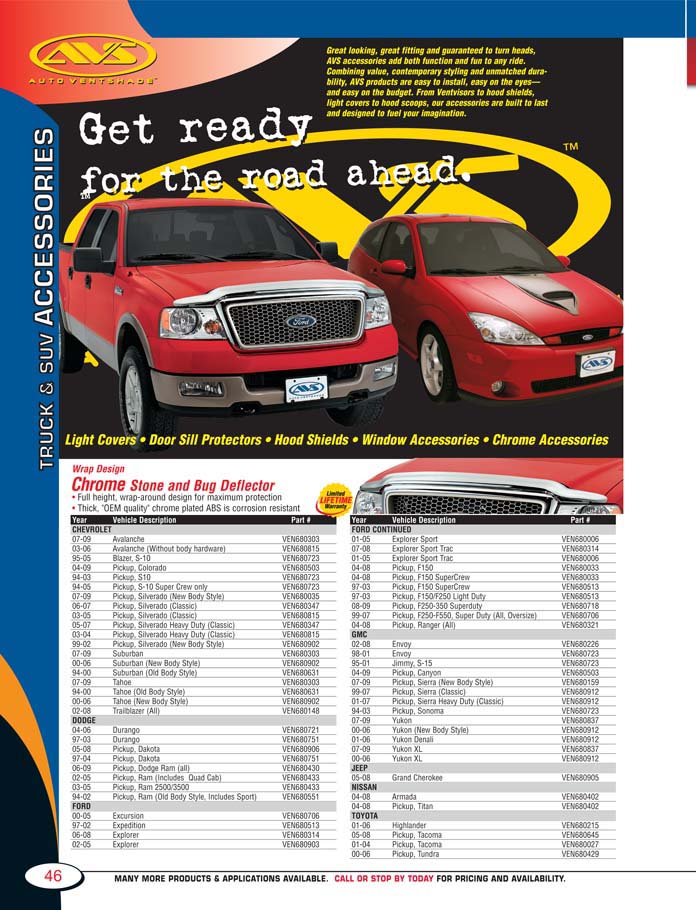 AVS
AUTO VENTSHADE™
Great looking, great fitting and guaranteed to turn heads,
AVS accessories add both function and fun to any ride.
Combining value, contemporary styling and unmatched dura-
bility, AVS products are easy to install, easy on the eyes—
and easy on the budget. From Ventvisors to hood shields,
light covers to hood scoops, our accessories are built to last
and designed to fuel your imagination.
TRUCK & SUV ACCESSORIES
Get ready
for the road ahead.
TM
TM
Ford
AVS
AVS
Light Covers • Door Sill Protectors • Hood Shields • Window Accessories • Chrome Accessories
Wrap Design
Chrome Stone and Bug Deflector
• Full height, wrap-around design for maximum protection
• Thick, "OEM quality" chrome plated ABS is corrosion resistant
Limited
LIFETIME
Warranty
Year Vehicle Description Part #
CHEVROLET
07-09 Avalanche VEN680303
03-06 Avalanche (Without body hardware) VEN680815
95-05 Blazer, S-10 VEN680723
04-09 Pickup, Colorado VEN680503
94-03 Pickup, S10 VEN680723
94-05 Pickup, S-10 Super Crew only VEN680723
07-09 Pickup, Silverado (New Body Style) VEN680035
06-07 Pickup, Silverado (Classic) VEN680347
03-05 Pickup, Silverado (Classic) VEN680815
05-07 Pickup, Silverado Heavy Duty (Classic) VEN680347
03-04 Pickup, Silverado Heavy Duty (Classic) VEN680815
99-02 Pickup, Silverado (New Body Style) VEN680902
07-09 Suburban VEN680303
00-06 Suburban (New Body Style) VEN680902
94-00 Suburban (Old Body Style) VEN680631
07-09 Tahoe VEN680303
94-00 Tahoe (Old Body Style) VEN680631
00-06 Tahoe (New Body Style) VEN680902
02-08 Trailblazer (All) VEN680148
DODGE
04-06 Durango VEN680721
97-03 Durango VEN680751
05-08 Pickup, Dakota VEN680906
97-04 Pickup, Dakota VEN680751
06-09 Pickup, Dodge Ram (all) VEN680430
02-05 Pickup, Ram (Includes Quad Cab) VEN680433
03-05 Pickup, Ram 2500/3500 VEN680433
94-02 Pickup, Ram (Old Body Style, Includes Sport) VEN680551
FORD
00-05 Excursion VEN680706
97-02 Expedition VEN680513
06-08 Explorer VEN680314
02-05 Explorer VEN680903
Year Vehicle Description Part #
FORD CONTINUED
01-05 Explorer Sport VEN680006
07-08 Explorer Sport Trac VEN680314
01-05 Explorer Sport Trac VEN680006
04-08 Pickup, F150 VEN680033
04-08 Pickup, F150 SuperCrew VEN680033
97-03 Pickup, F150 SuperCrew VEN680513
97-03 Pickup, F150/F250 Light Duty VEN680513
08-09 Pickup, F250-350 Superduty VEN680718
99-07 Pickup, F250-F550, Super Duty (All, Oversize) VEN680706
04-08 Pickup, Ranger (All) VEN680321
GMC
02-08 Envoy VEN680226
98-01 Envoy VEN680723
95-01 Jimmy, S-15 VEN680723
04-09 Pickup, Canyon VEN680503
07-09 Pickup, Sierra (New Body Style) VEN680159
99-07 Pickup, Sierra (Classic) VEN680912
01-07 Pickup, Sierra Heavy Duty (Classic) VEN680912
94-03 Pickup, Sonoma VEN680723
07-09 Yukon VEN680837
00-06 Yukon (New Body Style) VEN680912
01-06 Yukon Denali VEN680912
07-09 Yukon XL VEN680837
00-06 Yukon XL VEN680912
JEEP
05-08 Grand Cherokee VEN680905
NISSAN
04-08 Armada VEN680402
04-08 Pickup, Titan VEN680402
TOYOTA
01-06 Highlander VEN680215
05-08 Pickup, Tacoma VEN680645
01-04 Pickup, Tacoma VEN680027
00-06 Pickup, Tundra VEN680429
46
MANY MORE PRODUCTS & APPLICATIONS AVAILABLE. CALL OR STOP BY TODAY FOR PRICING AND AVAILABILITY.